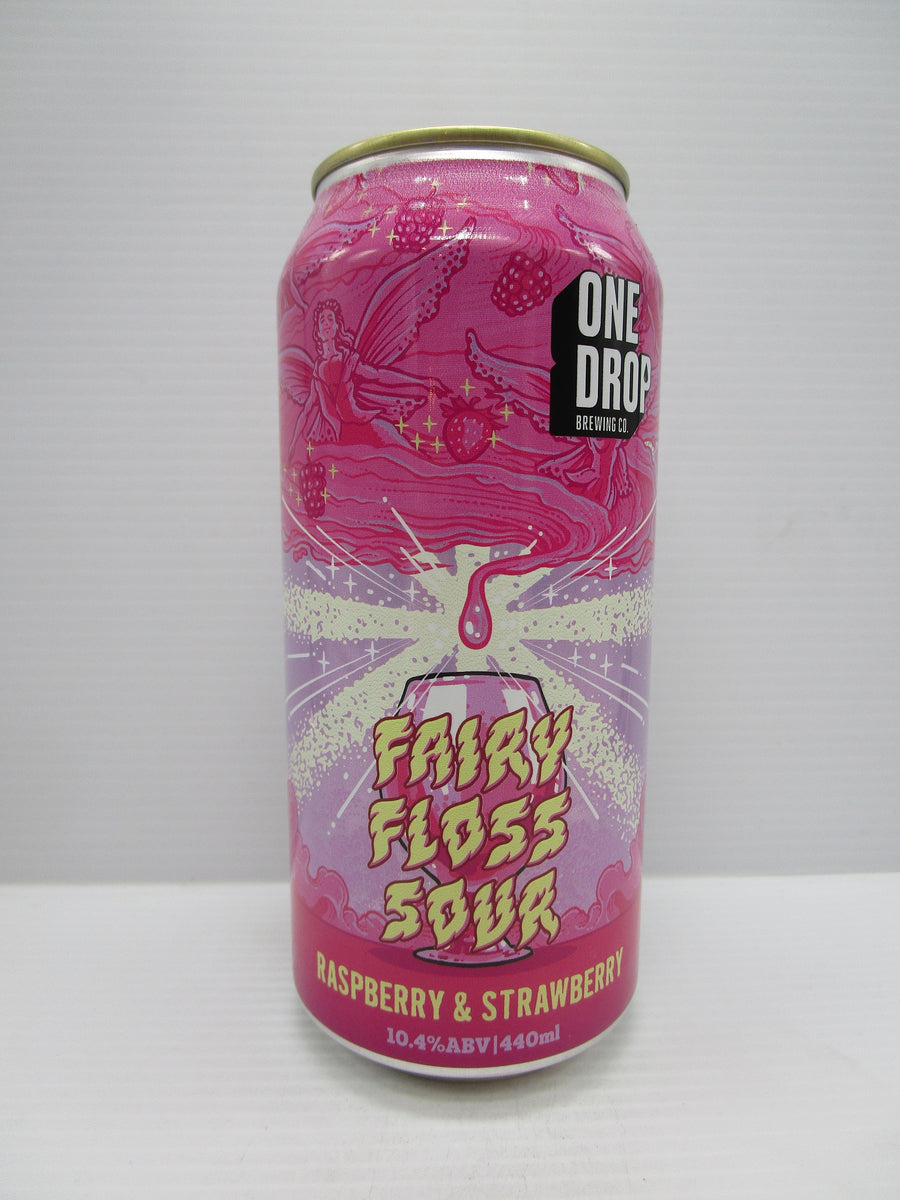 ONE
DROP
BREWING CO.
FAIRY
FLOSS
SOUR
RASPBERRY & STRAWBERRY
10.4%ABV|440ml